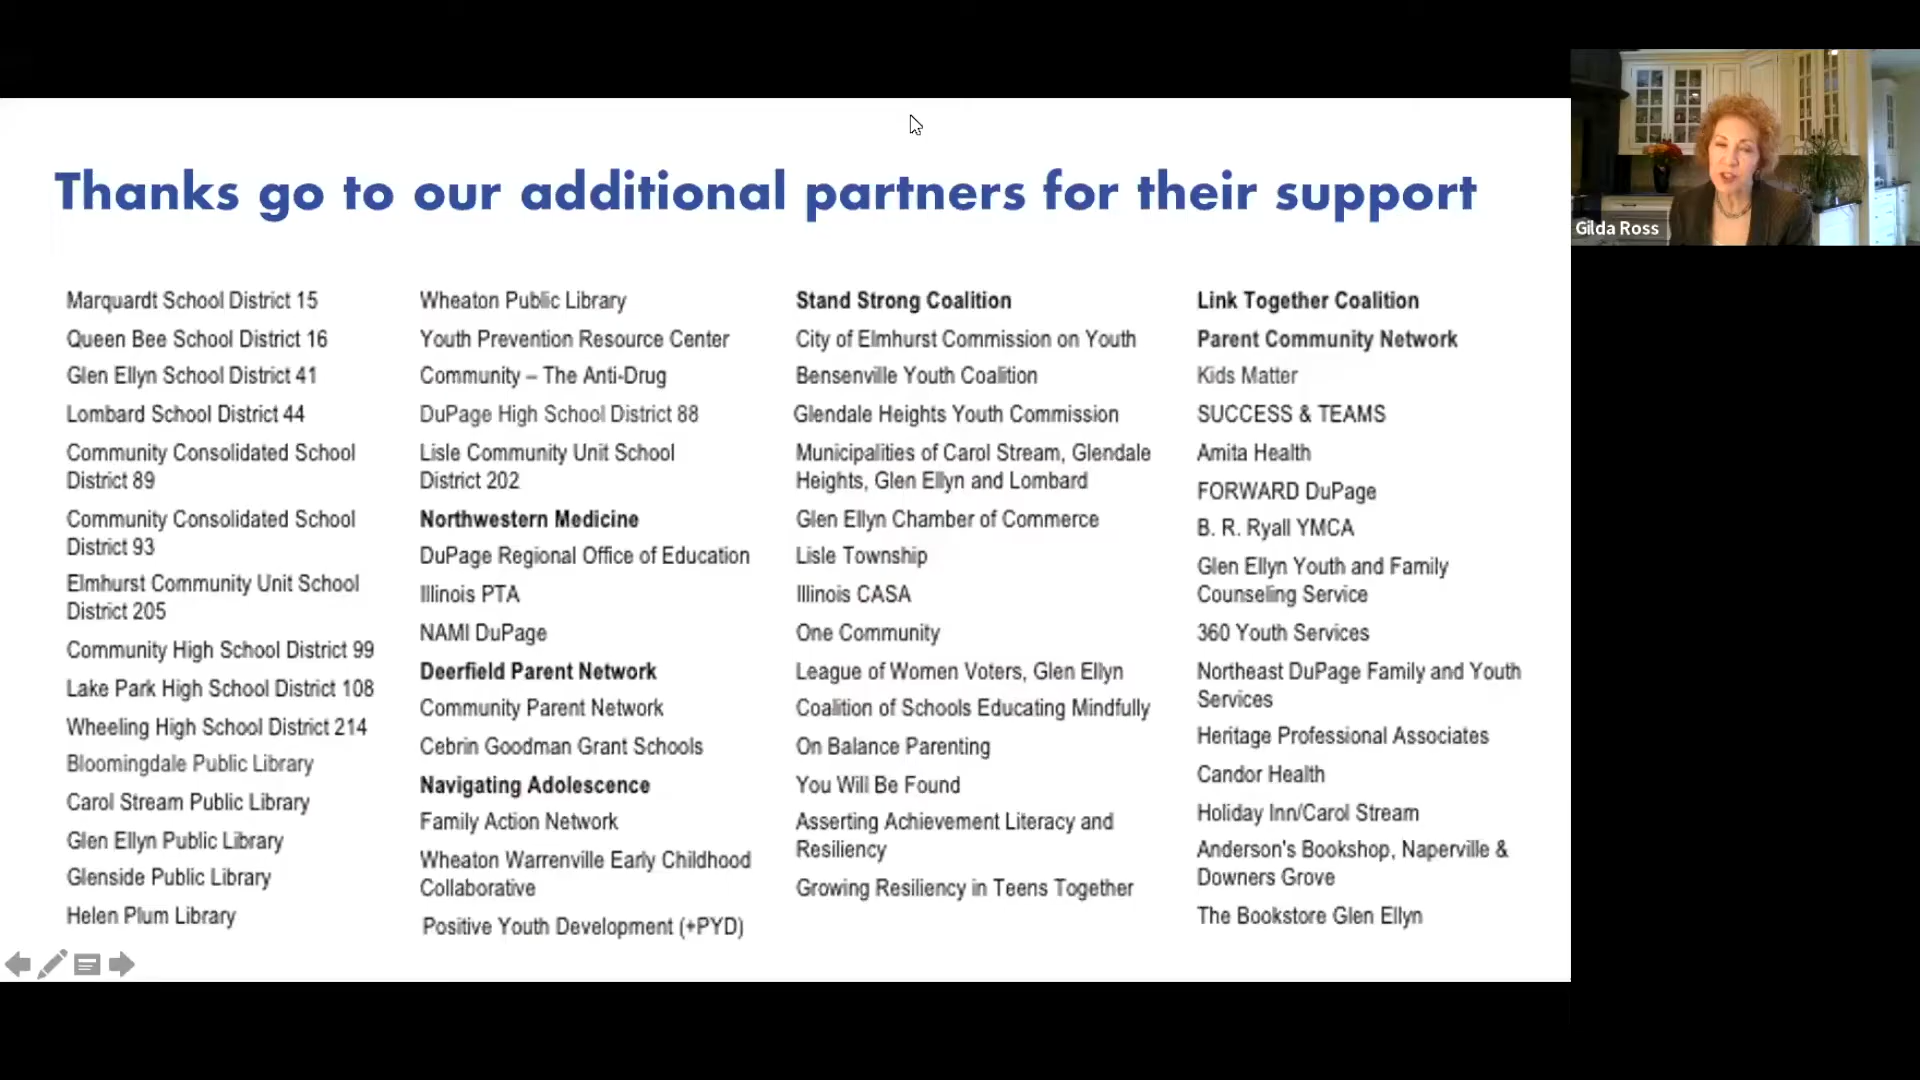 Thanks go to our additional partners for their support
Marquardt School District 15
Queen Bee School District 16
Glen Ellyn School District 41
Lombard School District 44
Community Consolidated School
District 89
Community Consolidated School
District 93
Elmhurst Community Unit School
District 205
Community High School District 99
Lake Park High School District 108
Wheeling High School District 214
Bloomingdale Public Library
Carol Stream Public Library
Glen Ellyn Public Library
Glenside Public Library
Helen Plum Library
Wheaton Public Library
Youth Prevention Resource Center
Community – The Anti-Drug
DuPage High School District 88
Lisle Community Unit School
District 202
Northwestern Medicine
DuPage Regional Office of Education
Illinois PTA
NAMI DuPage
Deerfield Parent Network
Community Parent Network
Cebrin Goodman Grant Schools
Navigating Adolescence
Family Action Network
Wheaton Warrenville Early Childhood
Collaborative
Positive Youth Development (+PYD)
Stand Strong Coalition
City of Elmhurst Commission on Youth
Bensenville Youth Coalition
Glendale Heights Youth Commission
Municipalities of Carol Stream, Glendale
Heights, Glen Ellyn and Lombard
Glen Ellyn Chamber of Commerce
Lisle Township
Illinois CASA
One Community
League of Women Voters, Glen Ellyn
Coalition of Schools Educating Mindfully
On Balance Parenting
You Will Be Found
Asserting Achievement Literacy and
Resiliency
Growing Resiliency in Teens Together
Link Together Coalition
Parent Community Network
Kids Matter
SUCCESS & TEAMS
Amita Health
FORWARD DuPage
B. R. Ryall YMCA
Glen Ellyn Youth and Family
Counseling Service
360 Youth Services
Northeast DuPage Family and Youth
Services
Heritage Professional Associates
Candor Health
Holiday Inn/Carol Stream
Anderson's Bookshop, Naperville &
Downers Grove
The Bookstore Glen Ellyn
Gilda Ross